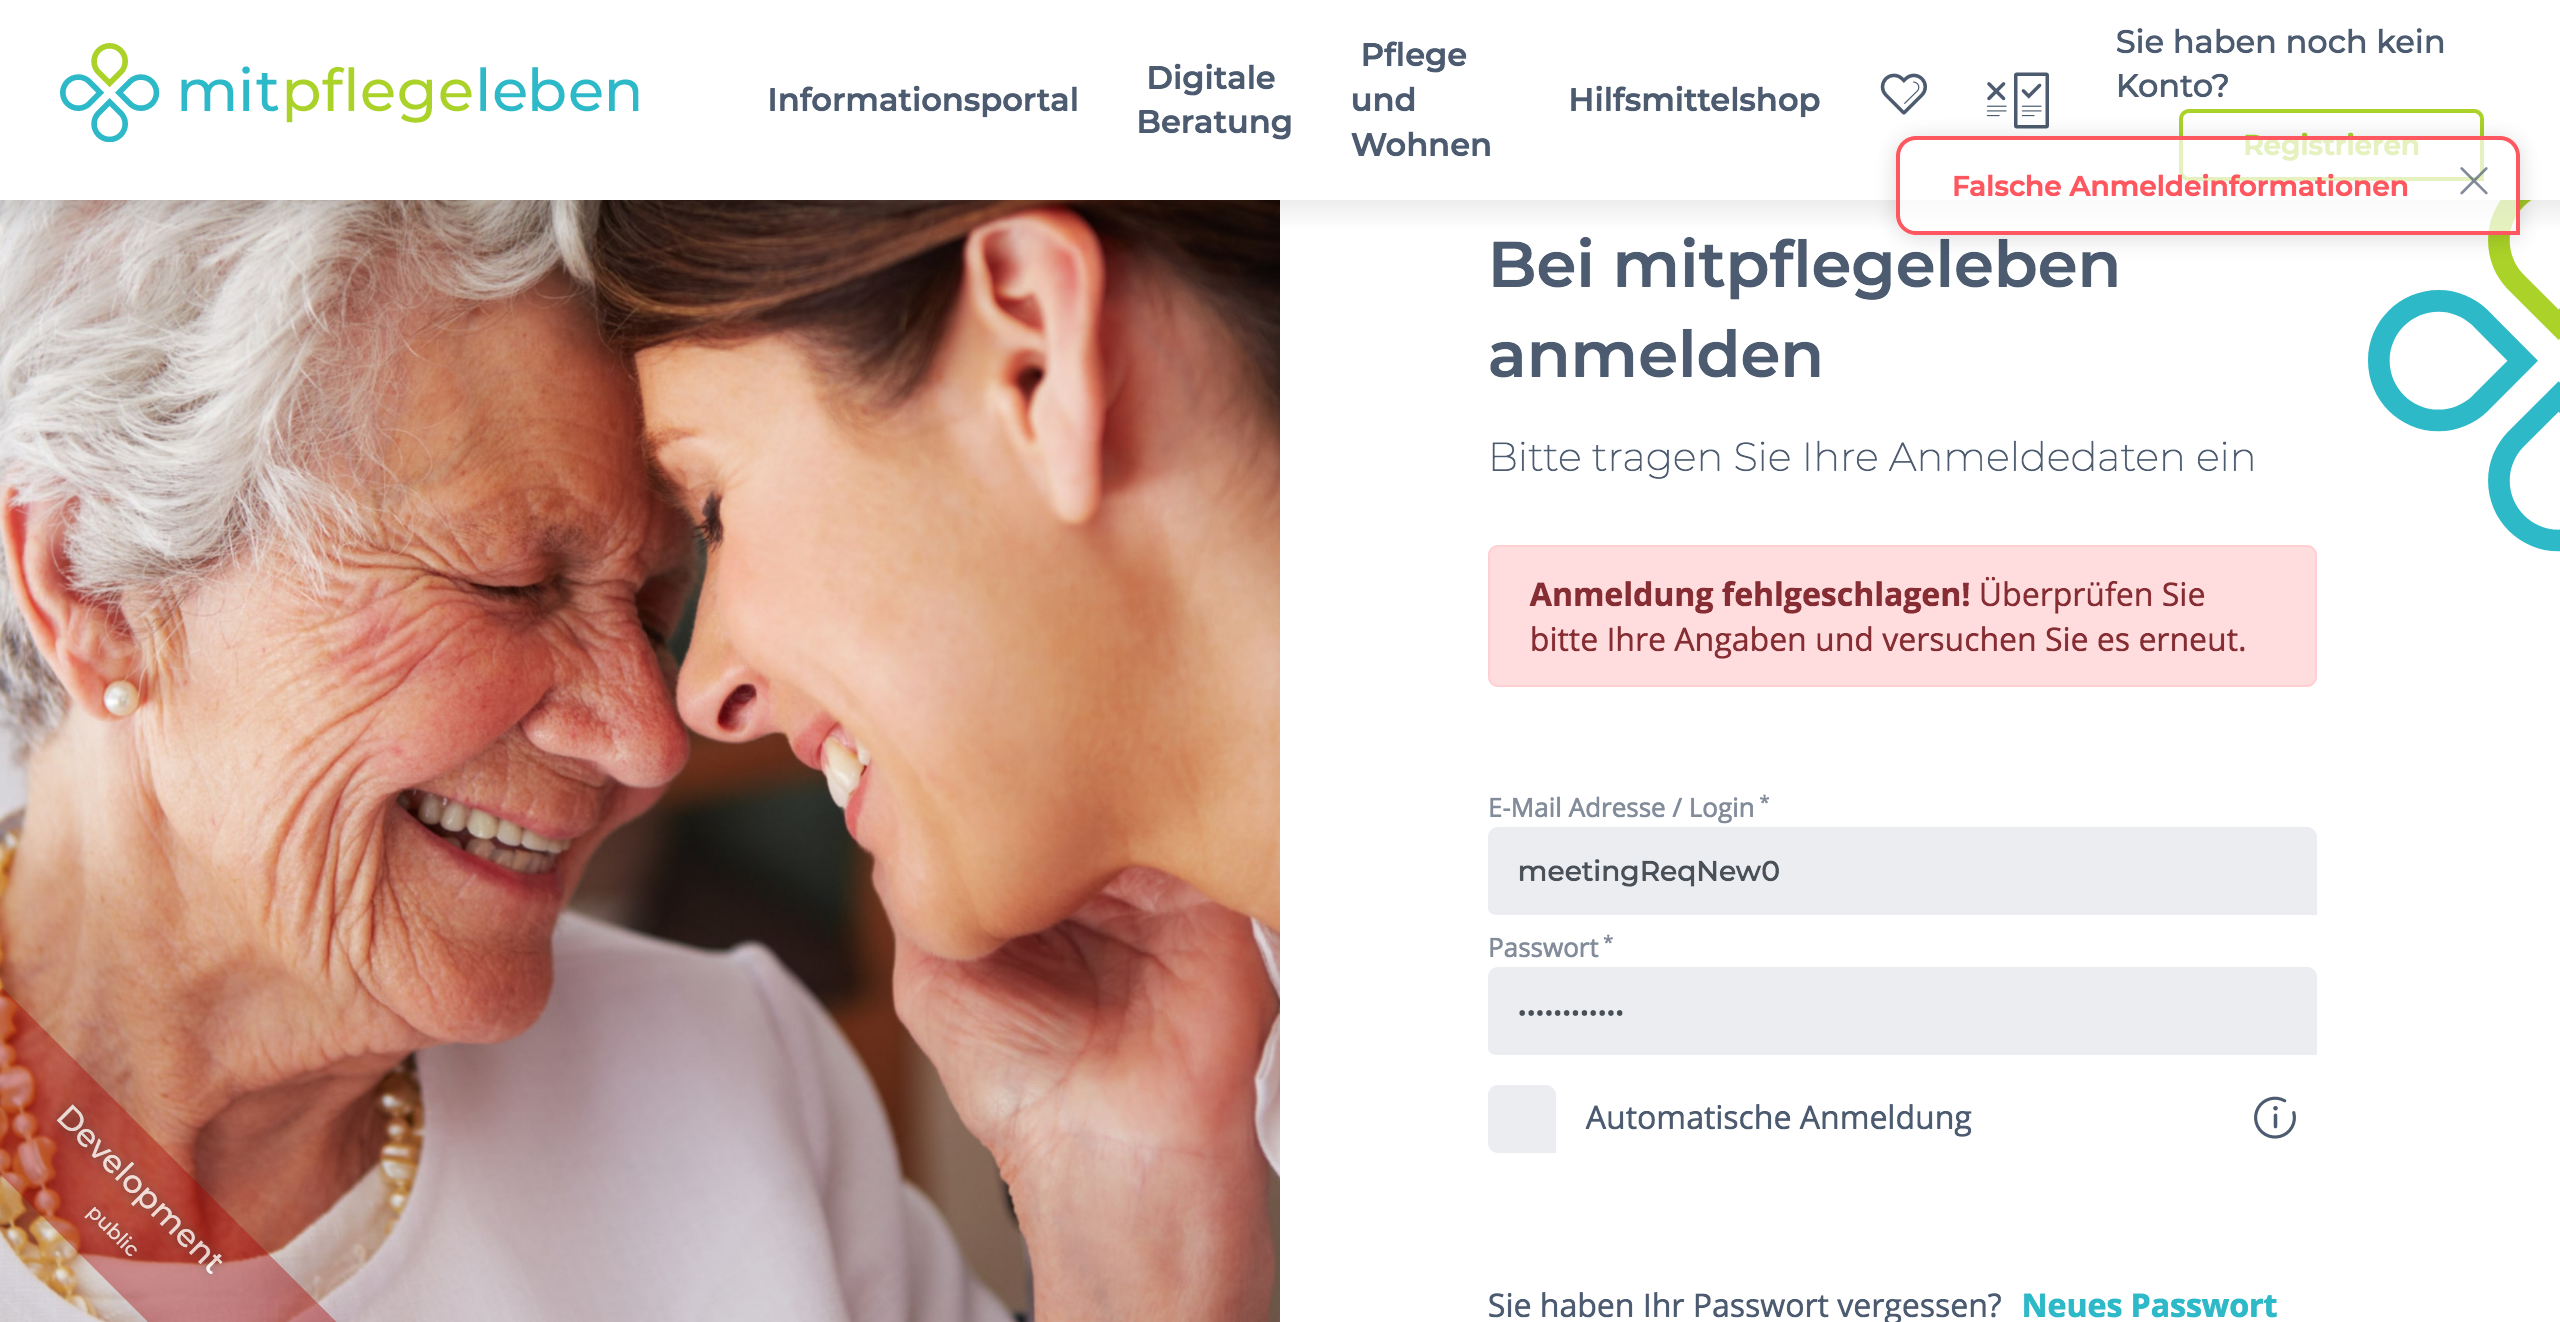 mitpflegeleben
Informationsportal
Digitale
Beratung
Pflege
und
Wohnen
Hilfsmittelshop
Sie haben noch kein
Konto?
Registrieren
Falsche Anmeldeinformationen
Bei mitpflegeleben
anmelden
Bitte tragen Sie Ihre Anmeldedaten ein
Anmeldung fehlgeschlagen! Überprüfen Sie
bitte Ihre Angaben und versuchen Sie es erneut.
E-Mail Adresse / Login *
meetingReqNew0
Passwort *
••••••••••••
Automatische Anmeldung
Sie haben Ihr Passwort vergessen? Neues Passwort
Development
public